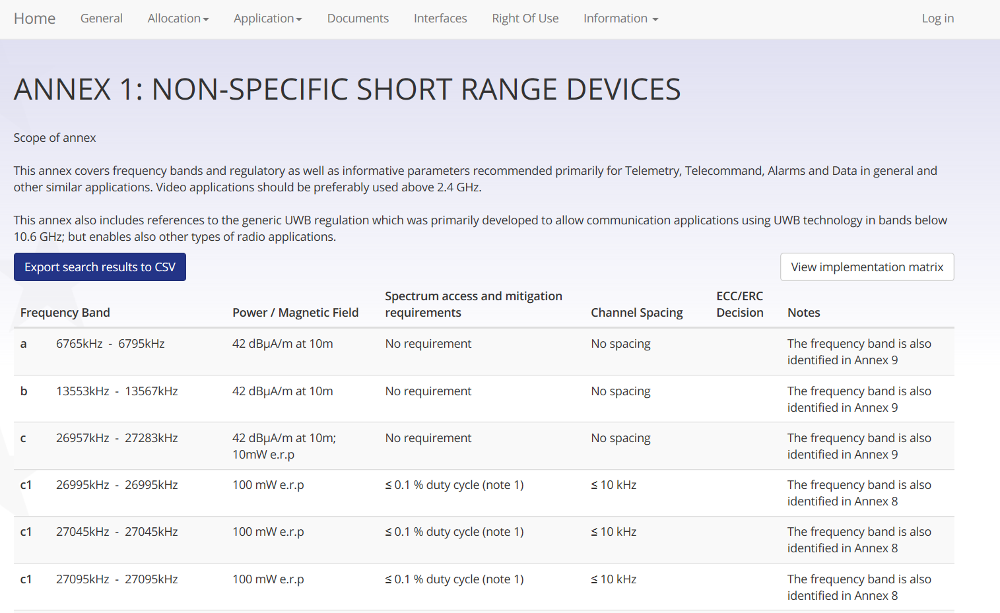 Home General Allocation Application Documents Interfaces Right Of Use Information Log in
ANNEX 1: NON-SPECIFIC SHORT RANGE DEVICES
Scope of annex
This annex covers frequency bands and regulatory as well as informative parameters recommended primarily for Telemetry, Telecommand, Alarms and Data in general and
other similar applications. Video applications should be preferably used above 2.4 GHz.
This annex also includes references to the generic UWB regulation which was primarily developed to allow communication applications using UWB technology in bands below
10.6 GHz; but enables also other types of radio applications.
Export search results to CSV View implementation matrix
Spectrum access and mitigation ECC/ERC
Frequency Band Power / Magnetic Field requirements Channel Spacing Decision Notes
a 6765kHz - 6795kHz 42 dBµA/m at 10m No requirement No spacing The frequency band is also
identified in Annex 9
b 13553kHz - 13567kHz 42 dBµA/m at 10m No requirement No spacing The frequency band is also
identified in Annex 9
c 26957kHz - 27283kHz 42 dBµA/m at 10m; No requirement No spacing The frequency band is also
10mW e.r.p identified in Annex 9
c1 26995kHz - 26995kHz 100 mW e.r.p ≤ 0.1 % duty cycle (note 1) ≤ 10 kHz The frequency band is also
identified in Annex 8
c1 27045kHz - 27045kHz 100 mW e.r.p ≤ 0.1 % duty cycle (note 1) ≤ 10 kHz The frequency band is also
identified in Annex 8
c1 27095kHz - 27095kHz 100 mW e.r.p ≤ 0.1 % duty cycle (note 1) ≤ 10 kHz The frequency band is also
identified in Annex 8